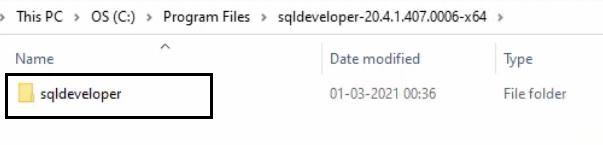 This PC > OS (C:) > Program Files > sqldeveloper-20.4.1.407.0006-x64 >
Name Date modified Type
sqldeveloper 01-03-2021 00:36 File folder